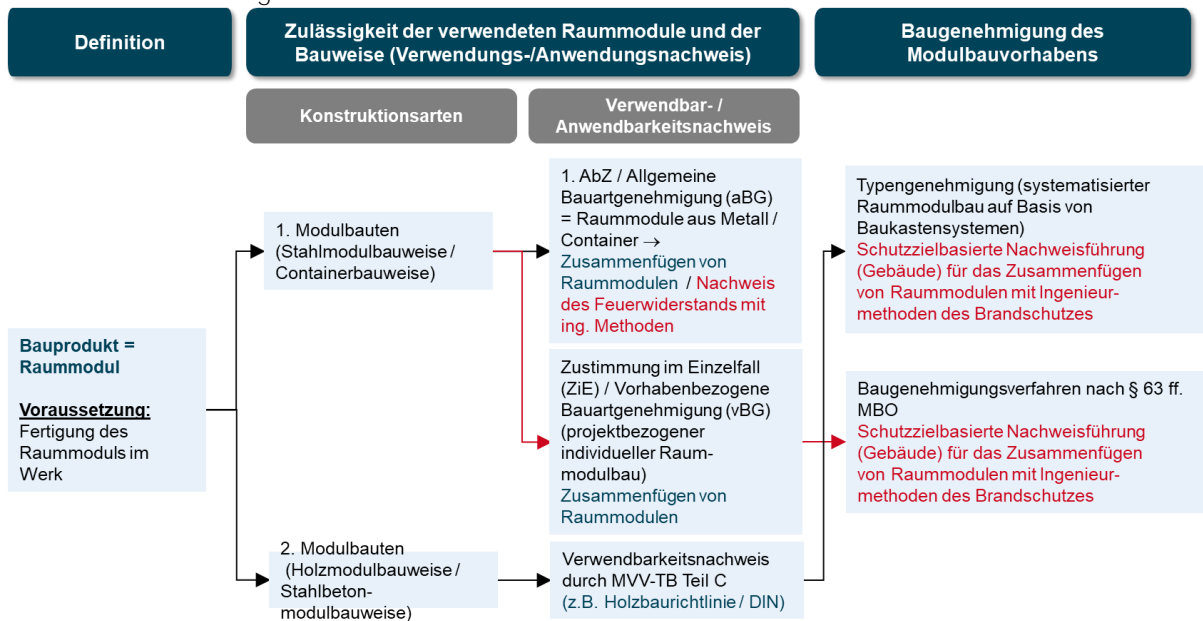 Definition
Zulässigkeit der verwendeten Raummodule und der
Bauweise (Verwendungs-/Anwendungsnachweis)
Baugenehmigung des
Modulbauvorhabens
Konstruktionsarten
Verwendbar- /
Anwendbarkeitsnachweis
Bauprodukt =
Raummodul
Voraussetzung:
Fertigung des
Raummoduls im
Werk
1. Modulbauten
(Stahlmodulbauweise /
Containerbauweise)
2. Modulbauten
(Holzmodulbauweise /
Stahlbeton-
modulbauweise)
1. AbZ / Allgemeine
Bauartgenehmigung (aBG)
= Raummodule aus Metall /
Container →
Zusammenfügen von
Raummodulen / Nachweis
des Feuerwiderstands mit
ing. Methoden
Zustimmung im Einzelfall
(ZiE) / Vorhabenbezogene
Bauartgenehmigung (vBG)
(projektbezogener
individueller Raum-
modulbau)
Zusammenfügen von
Raummodulen
Verwendbarkeitsnachweis
durch MVV-TB Teil C
(z.B. Holzbaurichtlinie / DIN)
Typengenehmigung (systematisierter
Raummodulbau auf Basis von
Baukastensystemen)
Schutzzielbasierte Nachweisführung
(Gebäude) für das Zusammenfügen
von Raummodulen mit Ingenieur-
methoden des Brandschutzes
Baugenehmigungsverfahren nach § 63 ff.
MBO
Schutzzielbasierte Nachweisführung
(Gebäude) für das Zusammenfügen
von Raummodulen mit Ingenieur-
methoden des Brandschutzes